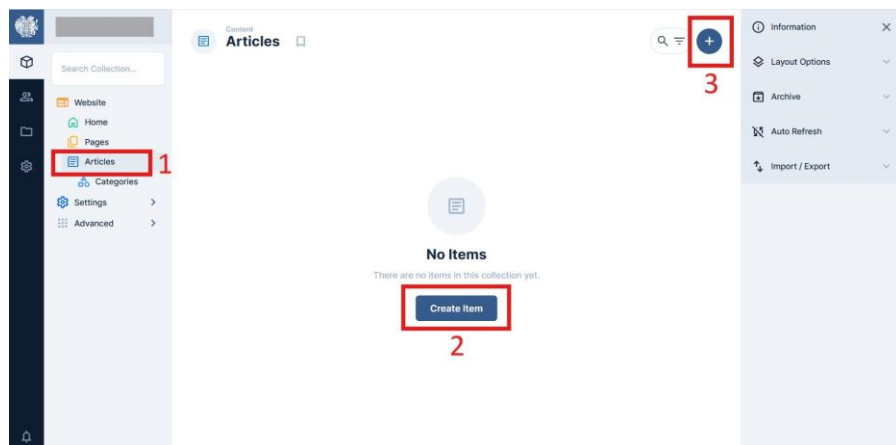 Content
Articles
Search Collection...
Website
Home
Pages
Articles
1
Categories
Settings
Advanced
3
No Items
There are no items in this collection yet.
Create Item
2
Information
Layout Options
Archive
Auto Refresh
Import / Export